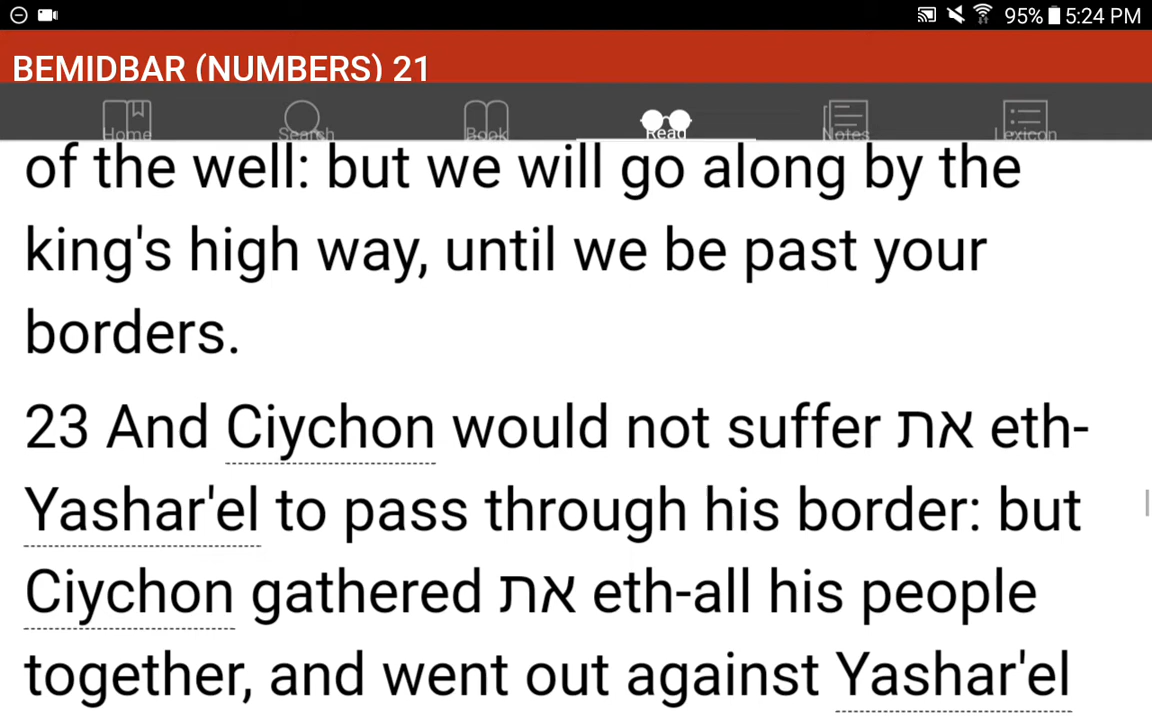 95% 5:24 PM
BEMIDBAR (NUMBERS) 21
Home Search Book Read Notes Lexicon
of the well: but we will go along by the
king's high way, until we be past your
borders.
23 And Ciychon would not suffer את eth-
Yashar'el to pass through his border: but
Ciychon gathered את eth-all his people
together, and went out against Yashar'el